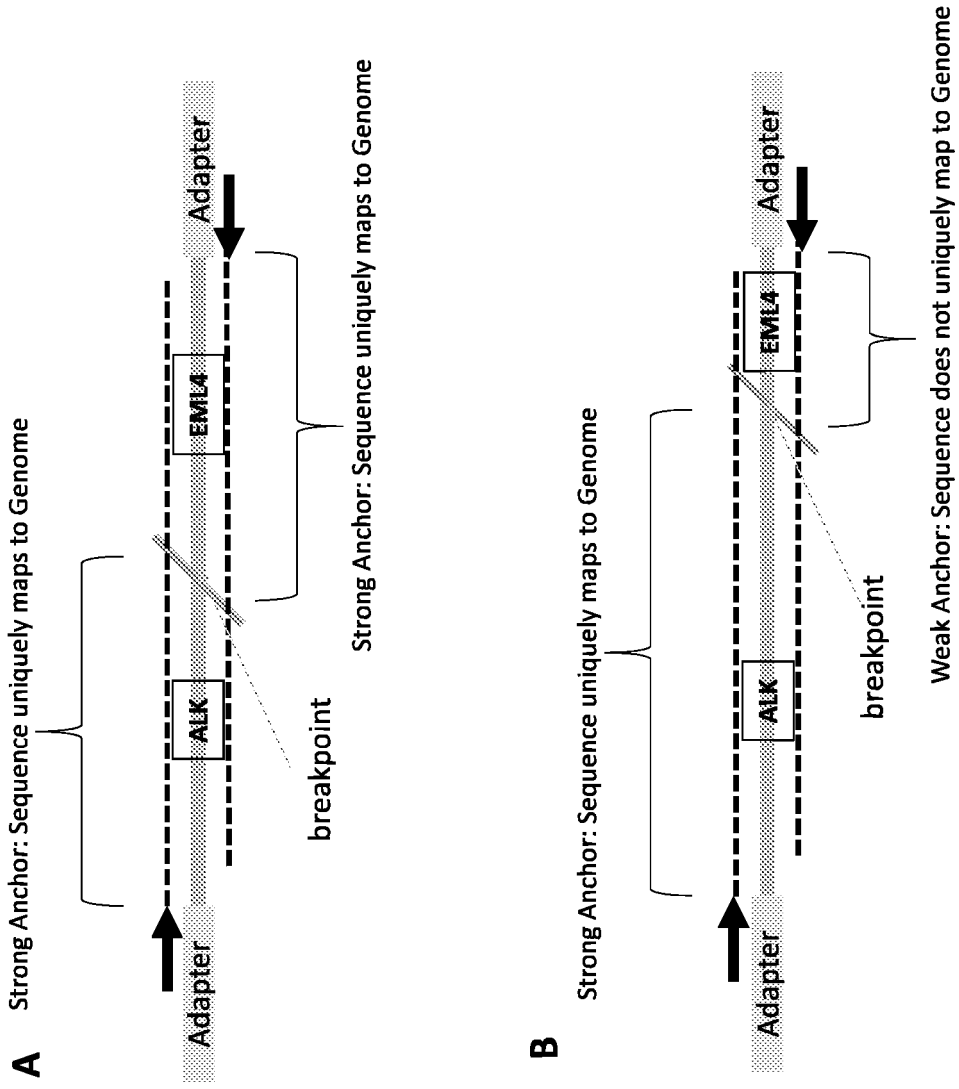 A
Strong Anchor: Sequence uniquely maps to Genome
Adapter
ALK
EML4
Adapter
breakpoint
Strong Anchor: Sequence uniquely maps to Genome
B
Strong Anchor: Sequence uniquely maps to Genome
Adapter
ALK
EML4
Adapter
breakpoint
Weak Anchor: Sequence does not uniquely map to Genome